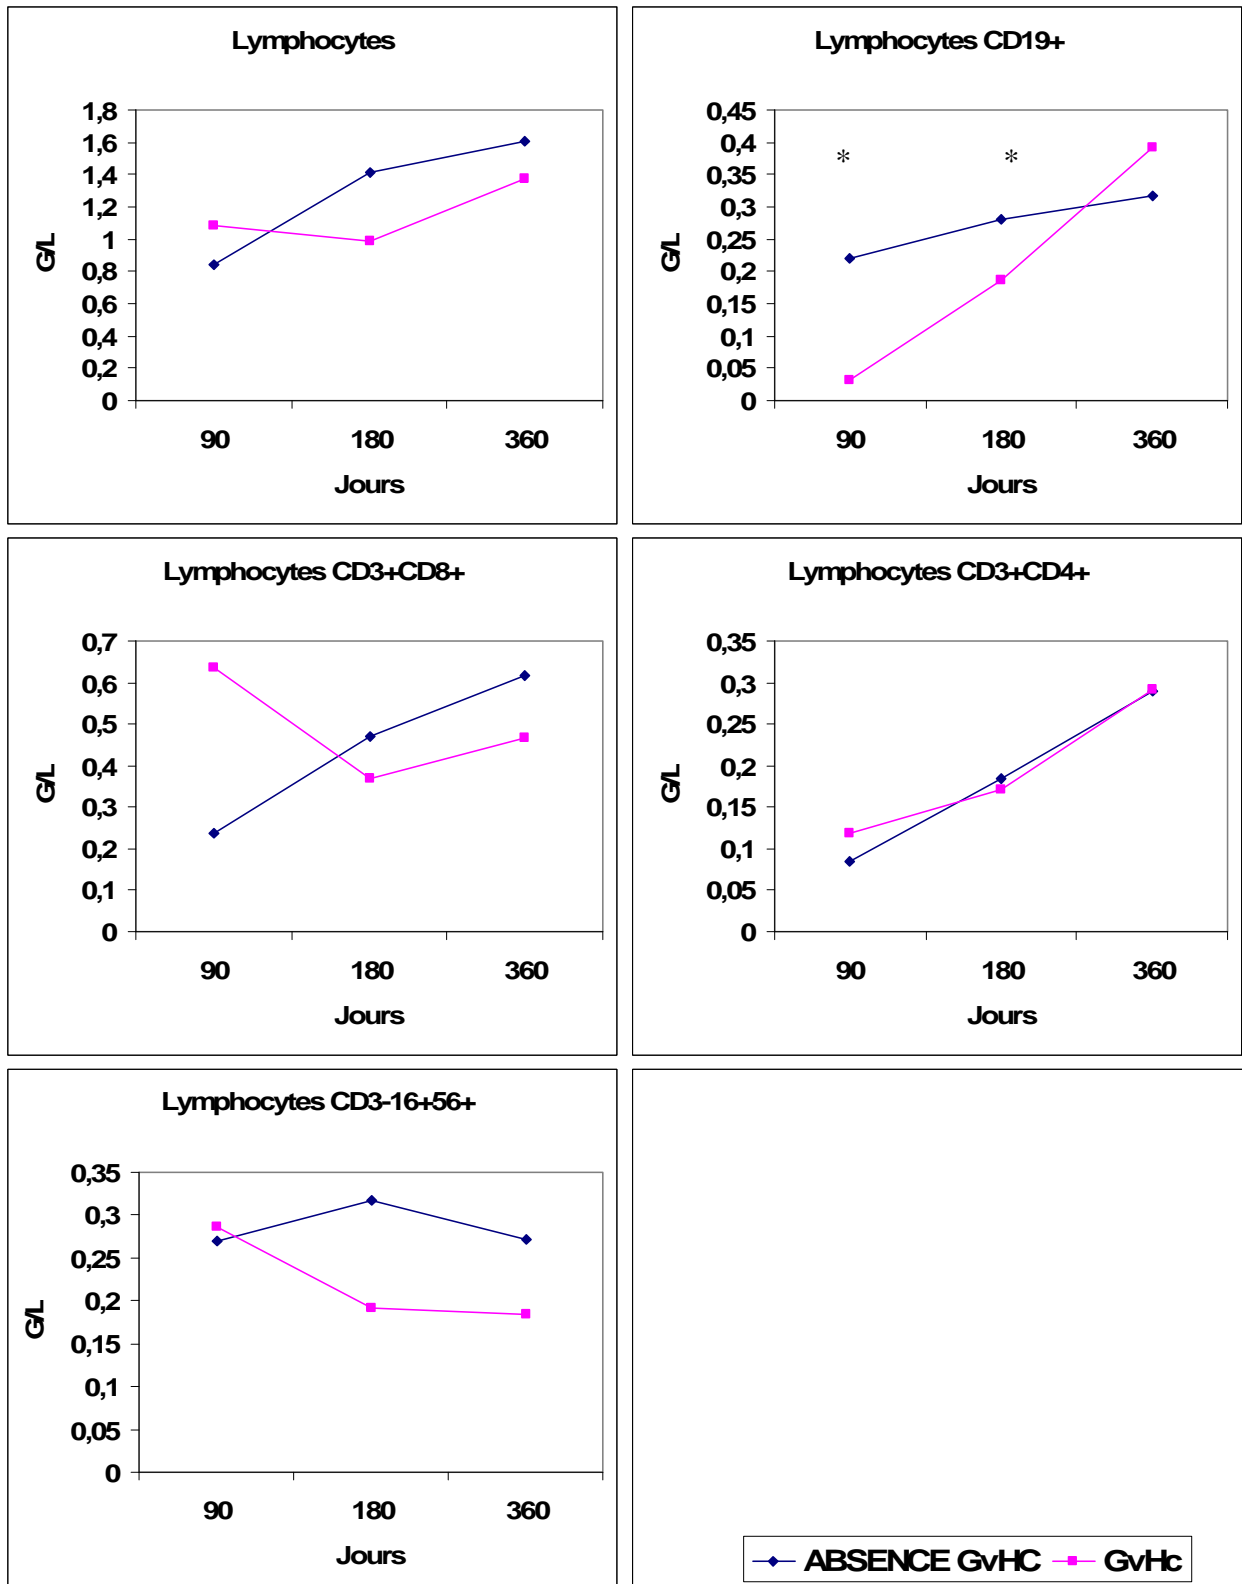 Lymphocytes
G/L
1,8
1,6
1,4
1,2
1
0,8
0,6
0,4
0,2
0
90 180 360
Jours
Lymphocytes CD19+
G/L
0,45
0,4
0,35
0,3
0,25
0,2
0,15
0,1
0,05
0
* *
90 180 360
Jours
Lymphocytes CD3+CD8+
G/L
0,7
0,6
0,5
0,4
0,3
0,2
0,1
0
90 180 360
Jours
Lymphocytes CD3+CD4+
G/L
0,35
0,3
0,25
0,2
0,15
0,1
0,05
0
90 180 360
Jours
Lymphocytes CD3-16+56+
G/L
0,35
0,3
0,25
0,2
0,15
0,1
0,05
0
90 180 360
Jours
ABSENCE GvHC GvHc